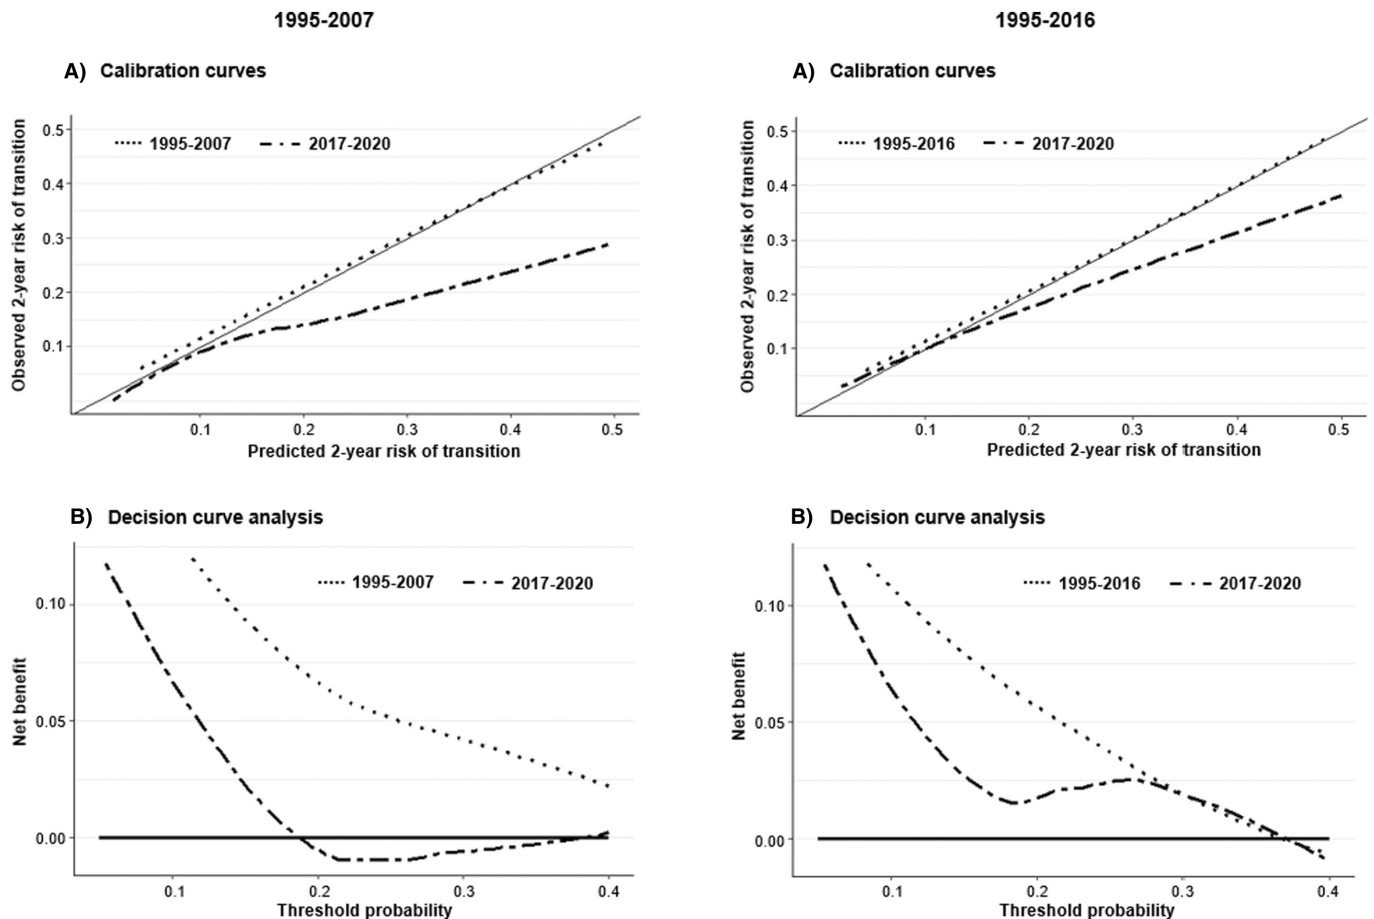 1995-2007
A) Calibration curves
Observed 2-year risk of transition
0.5
0.4
0.3
0.2
0.1
1995-2007 2017-2020
0.1 0.2 0.3 0.4 0.5
Predicted 2-year risk of transition
B) Decision curve analysis
Net benefit
0.10
0.05
0.00
1995-2007 2017-2020
0.1 0.2 0.3 0.4
Threshold probability
1995-2016
A) Calibration curves
Observed 2-year risk of transition
0.5
0.4
0.3
0.2
0.1
1995-2016 2017-2020
0.1 0.2 0.3 0.4 0.5
Predicted 2-year risk of transition
B) Decision curve analysis
Net benefit
0.10
0.05
0.00
1995-2016 2017-2020
0.1 0.2 0.3 0.4
Threshold probability